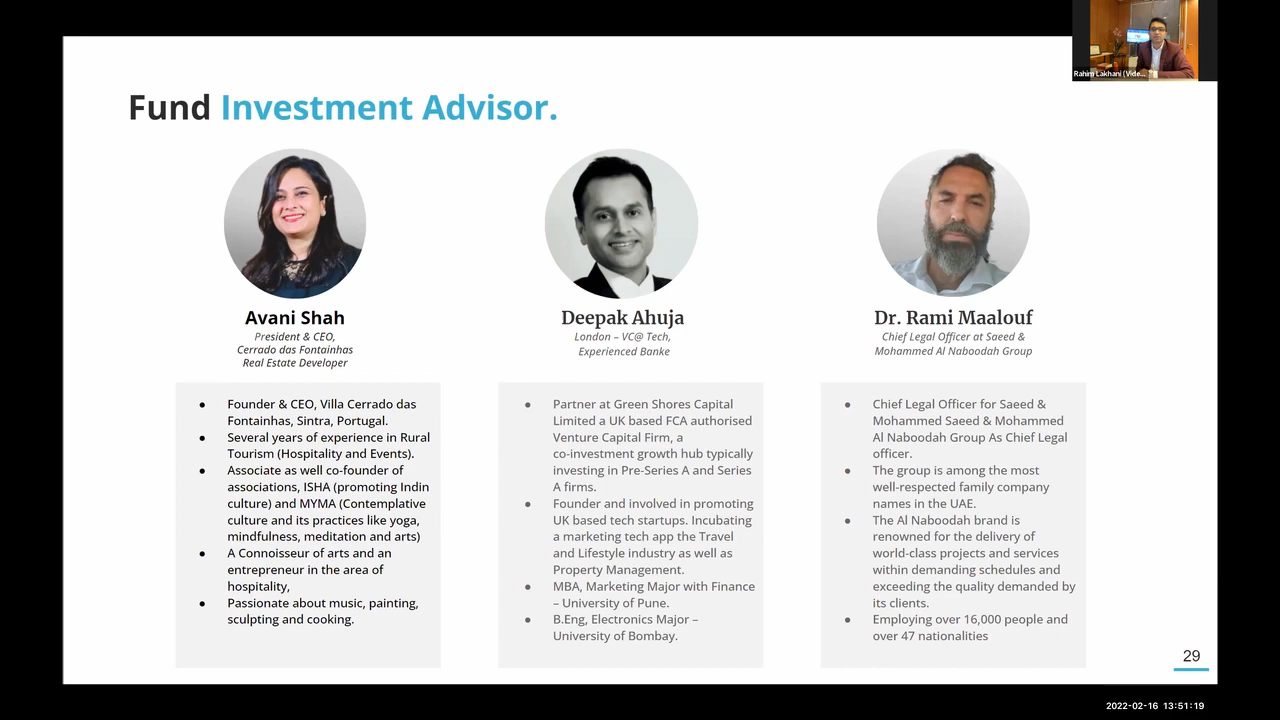 Rahim Lakhani (Vide...
Fund Investment Advisor.
Avani Shah
President & CEO,
Cerrado das Fontainhas
Real Estate Developer
● Founder & CEO, Villa Cerrado das
Fontainhas, Sintra, Portugal.
● Several years of experience in Rural
Tourism (Hospitality and Events).
● Associate as well co-founder of
associations, ISHA (promoting Indin
culture) and MYMA (Contemplative
culture and its practices like yoga,
mindfulness, meditation and arts)
● A Connoisseur of arts and an
entrepreneur in the area of
hospitality,
● Passionate about music, painting,
sculpting and cooking.
Deepak Ahuja
London – VC@ Tech,
Experienced Banke
● Partner at Green Shores Capital
Limited a UK based FCA authorised
Venture Capital Firm, a
co-investment growth hub typically
investing in Pre-Series A and Series
A firms.
● Founder and involved in promoting
UK based tech startups. Incubating
a marketing tech app the Travel
and Lifestyle industry as well as
Property Management.
● MBA, Marketing Major with Finance
– University of Pune.
● B.Eng, Electronics Major –
University of Bombay.
Dr. Rami Maalouf
Chief Legal Officer at Saeed &
Mohammed Al Naboodah Group
● Chief Legal Officer for Saeed &
Mohammed Saeed & Mohammed
Al Naboodah Group As Chief Legal
officer.
● The group is among the most
well-respected family company
names in the UAE.
● The Al Naboodah brand is
renowned for the delivery of
world-class projects and services
within demanding schedules and
exceeding the quality demanded by
its clients.
● Employing over 16,000 people and
over 47 nationalities
29
2022-02-16 13:51:19